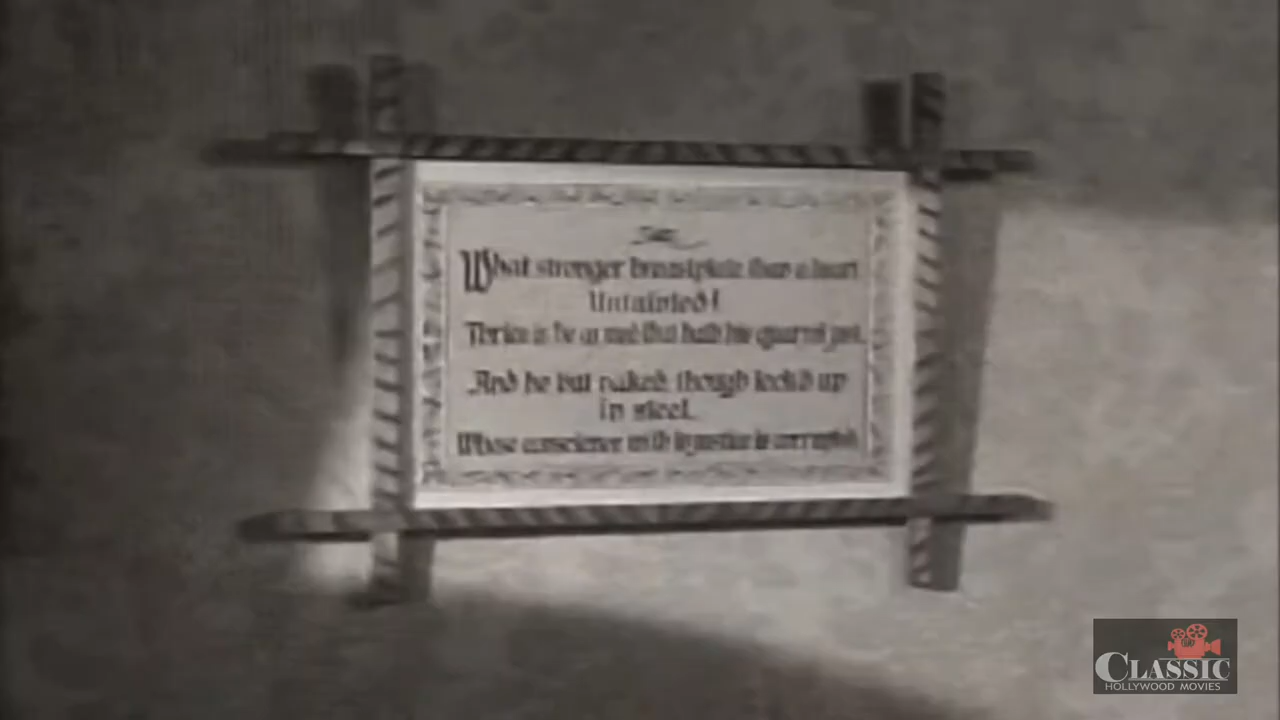 What stronger breastplate than a heart
Untainted!
Thrice is he armed that hath his quarrel just,
And he but naked, though lock'd up
in steel,
Whose conscience with injustice is corrupted.
CLASSIC
HOLLYWOOD MOVIES